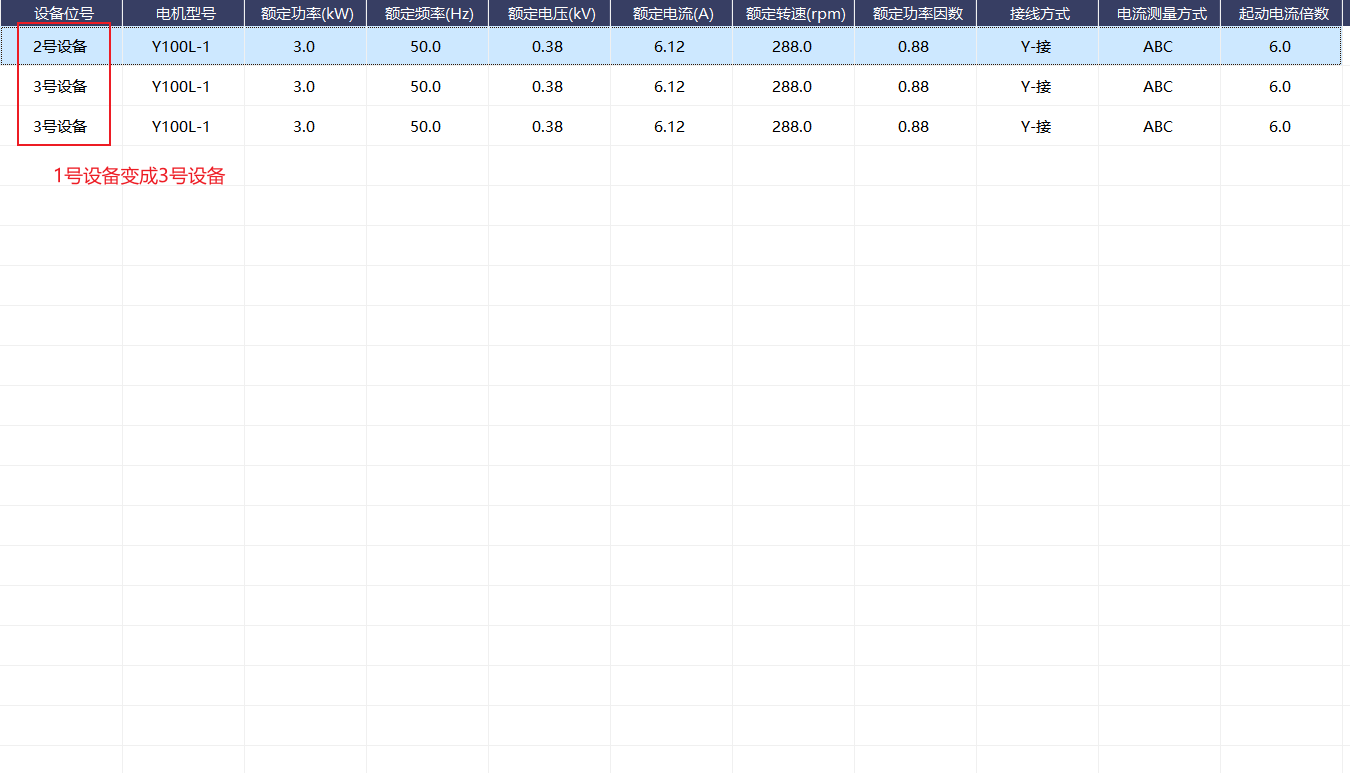 设备位号 电机型号 额定功率(kW) 额定频率(Hz) 额定电压(kV) 额定电流(A) 额定转速(rpm) 额定功率因数 接线方式 电流测量方式 起动电流倍数
2号设备 Y100L-1 3.0 50.0 0.38 6.12 288.0 0.88 Y-接 ABC 6.0
3号设备 Y100L-1 3.0 50.0 0.38 6.12 288.0 0.88 Y-接 ABC 6.0
3号设备 Y100L-1 3.0 50.0 0.38 6.12 288.0 0.88 Y-接 ABC 6.0
1号设备变成3号设备